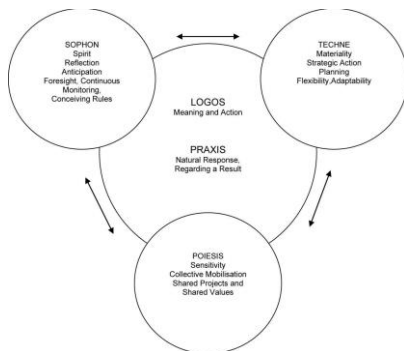 SOPHON
Spirit
Reflection
Anticipation
Foresight, Continuous
Monitoring,
Conceiving Rules
TECHNE
Materiality
Strategic Action
Planning
Flexibility,Adaptability
LOGOS
Meaning and Action
PRAXIS
Natural Response,
Regarding a Result
POIESIS
Sensitivity
Collective Mobilisation
Shared Projects and
Shared Values